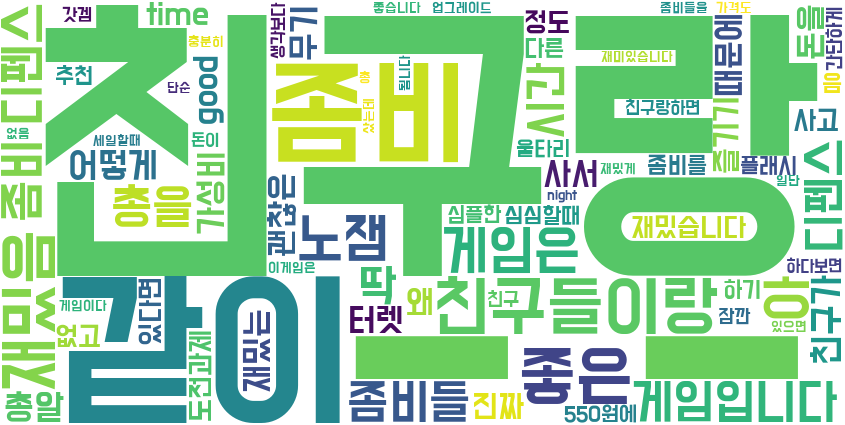 갓겜
time
좋습니다
업그레이드
좀비들을
가격도
정도
돈을
간단하게
생각보다
무기
충분히
추천
단순
good
친구랑
좀비
총
됩니다
다른
시간
재미있습니다
때문에
친구랑하면
즐기기
사고
없음
세일할때
돈이
어떻게
가성비
총을
좀비디펜스
괜찮은
노잼
울타리
사서
night
재밌게
좀비를
플래시
일단
디펜스
심플한
심심할때
게임은
재밌습니다
하다보면
이게임은
재밌음
같이
게임이다
있다면
없고
도전과제
재밌는
딱
왜
터렛
친구들이랑
친구
하기
잠깐
있으면
친구가
하
총알
좀비들
진짜
좋은
550원에
게임입니다